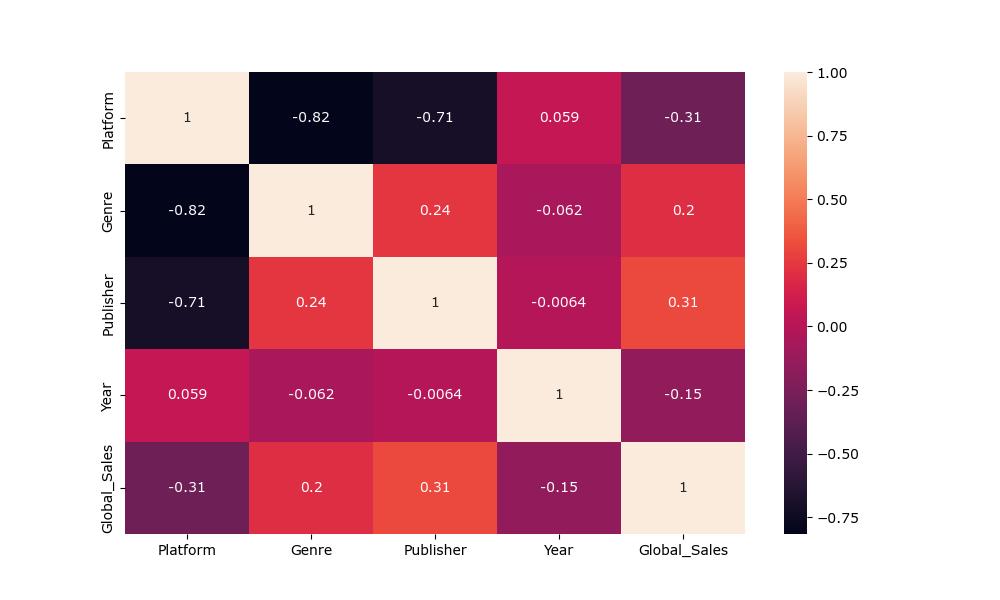 Platform 1 -0.82 -0.71 0.059 -0.31
Genre -0.82 1 0.24 -0.062 0.2
Publisher -0.71 0.24 1 -0.0064 0.31
Year 0.059 -0.062 -0.0064 1 -0.15
Global_Sales -0.31 0.2 0.31 -0.15 1
Platform Genre Publisher Year Global_Sales
1.00
0.75
0.50
0.25
0.00
−0.25
−0.50
−0.75